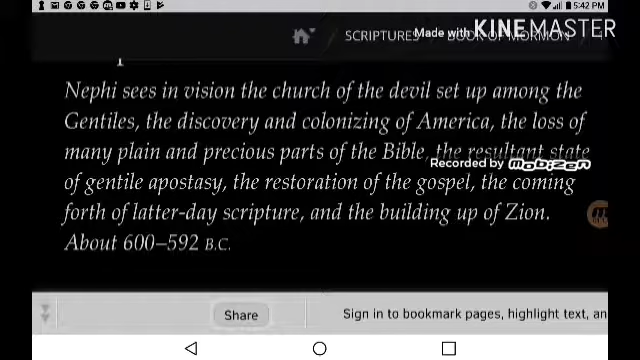 5:42 PM
Made with KINEMASTER
SCRIPTURES BOOK OF MORMON
Nephi sees in vision the church of the devil set up among the
Gentiles, the discovery and colonizing of America, the loss of
many plain and precious parts of the Bible, the resultant state
Recorded by mobizen
of gentile apostasy, the restoration of the gospel, the coming
forth of latter-day scripture, and the building up of Zion.
About 600–592 B.C.
Share
Sign in to bookmark pages, highlight text, an